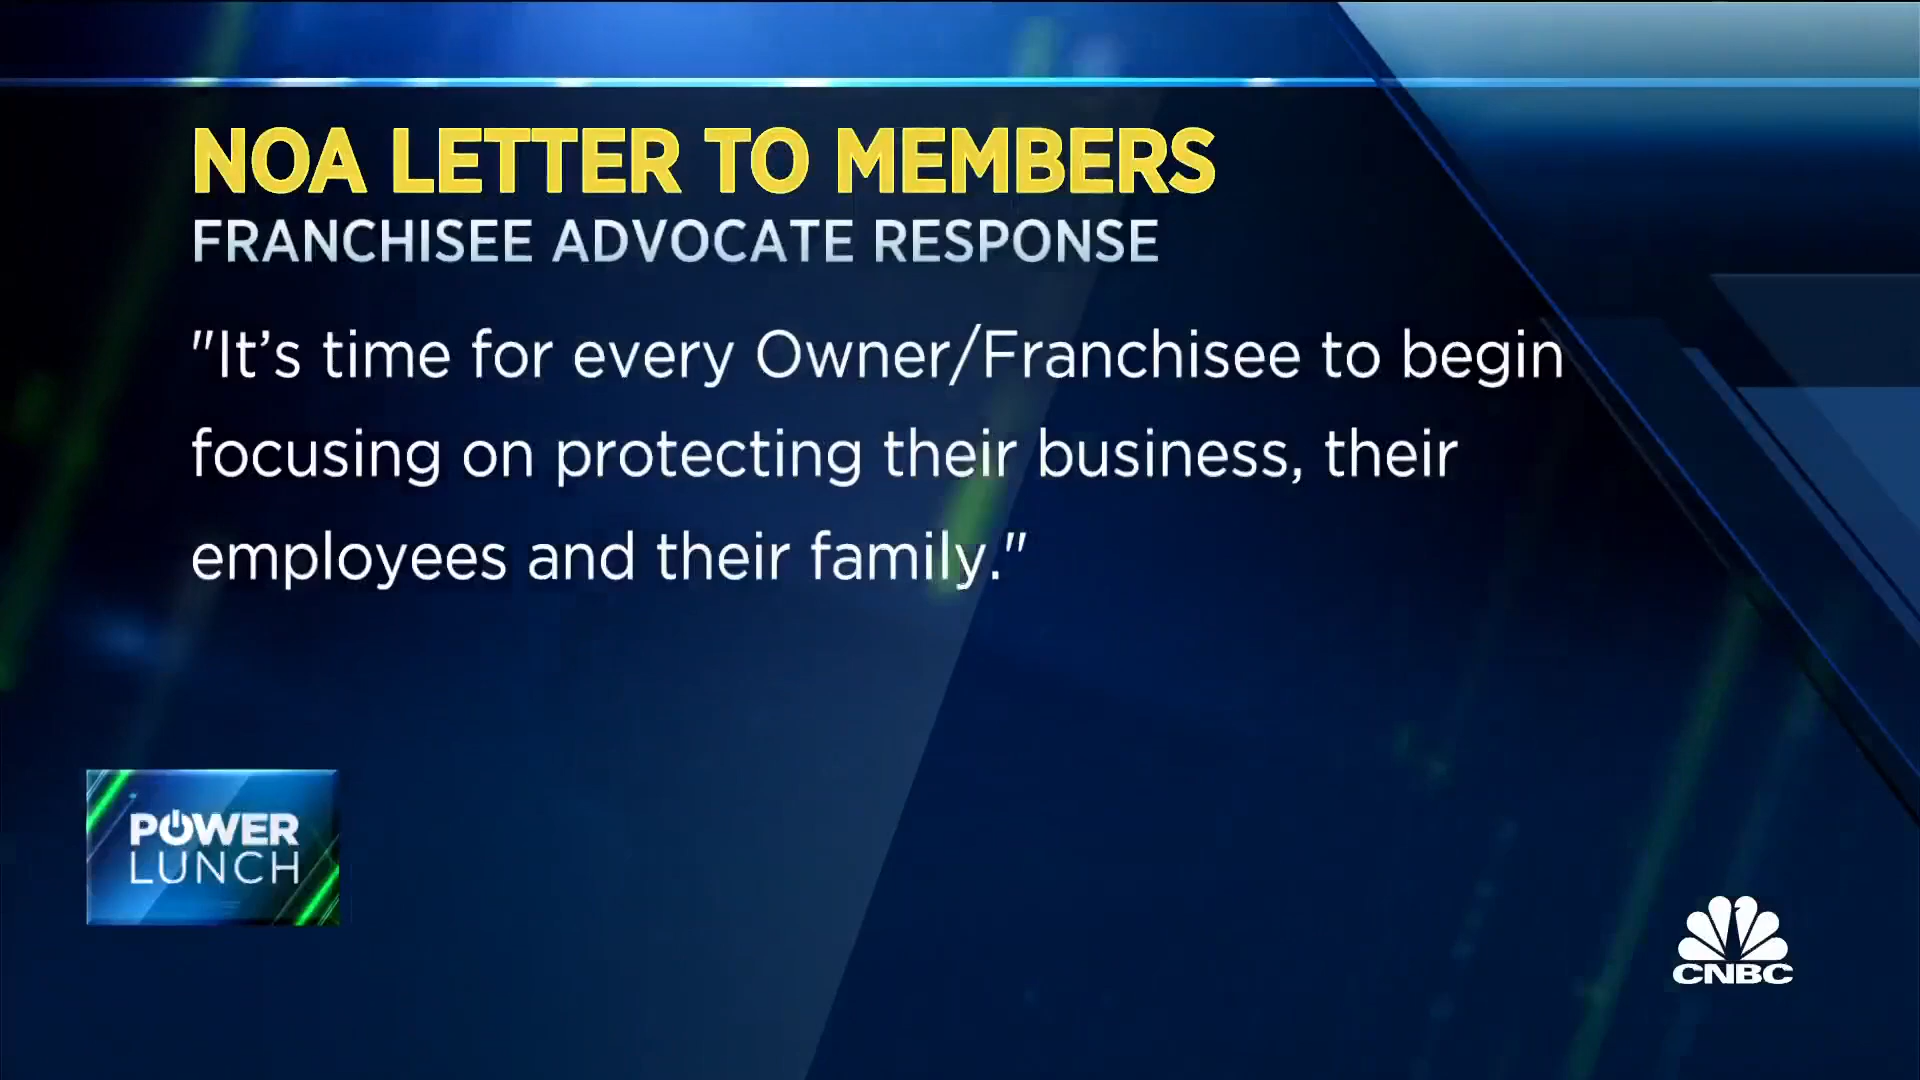 NOA LETTER TO MEMBERS
FRANCHISEE ADVOCATE RESPONSE
"It’s time for every Owner/Franchisee to begin
focusing on protecting their business, their
employees and their family."
POWER
LUNCH
CNBC